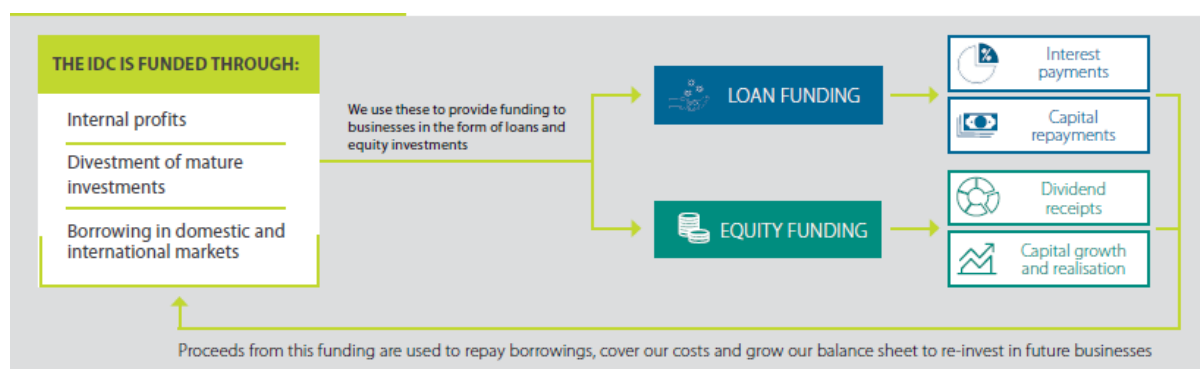 THE IDC IS FUNDED THROUGH:
Internal profits
Divestment of mature
investments
Borrowing in domestic and
international markets
We use these to provide funding to
businesses in the form of loans and
equity investments
LOAN FUNDING
EQUITY FUNDING
%
Interest
payments
Capital
repayments
Dividend
receipts
Capital growth
and realisation
Proceeds from this funding are used to repay borrowings, cover our costs and grow our balance sheet to re-invest in future businesses